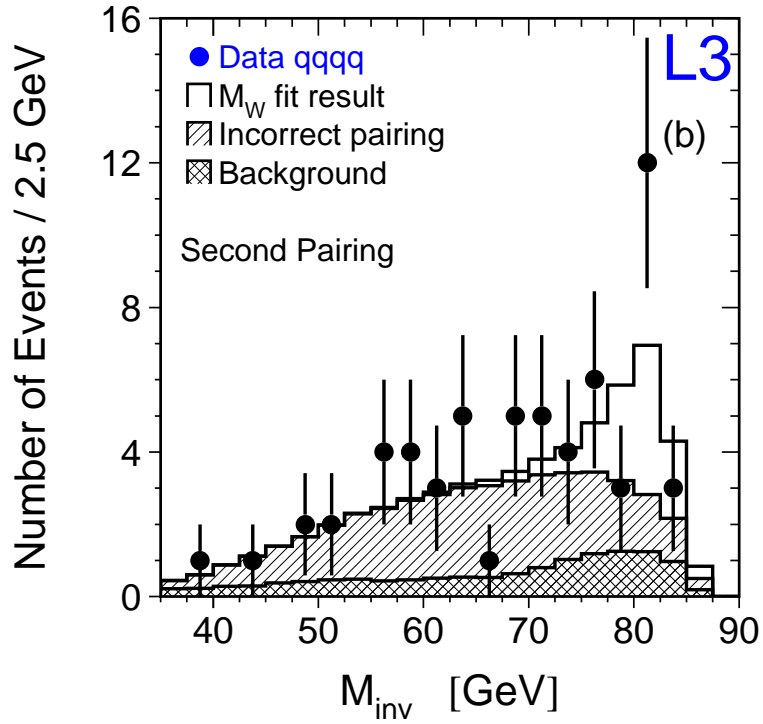 Number of Events / 2.5 GeV
16
12
8
4
0
Data qqqq
M_W fit result
Incorrect pairing
Background
L3
(b)
Second Pairing
40 50 60 70 80 90
M_inv [GeV]